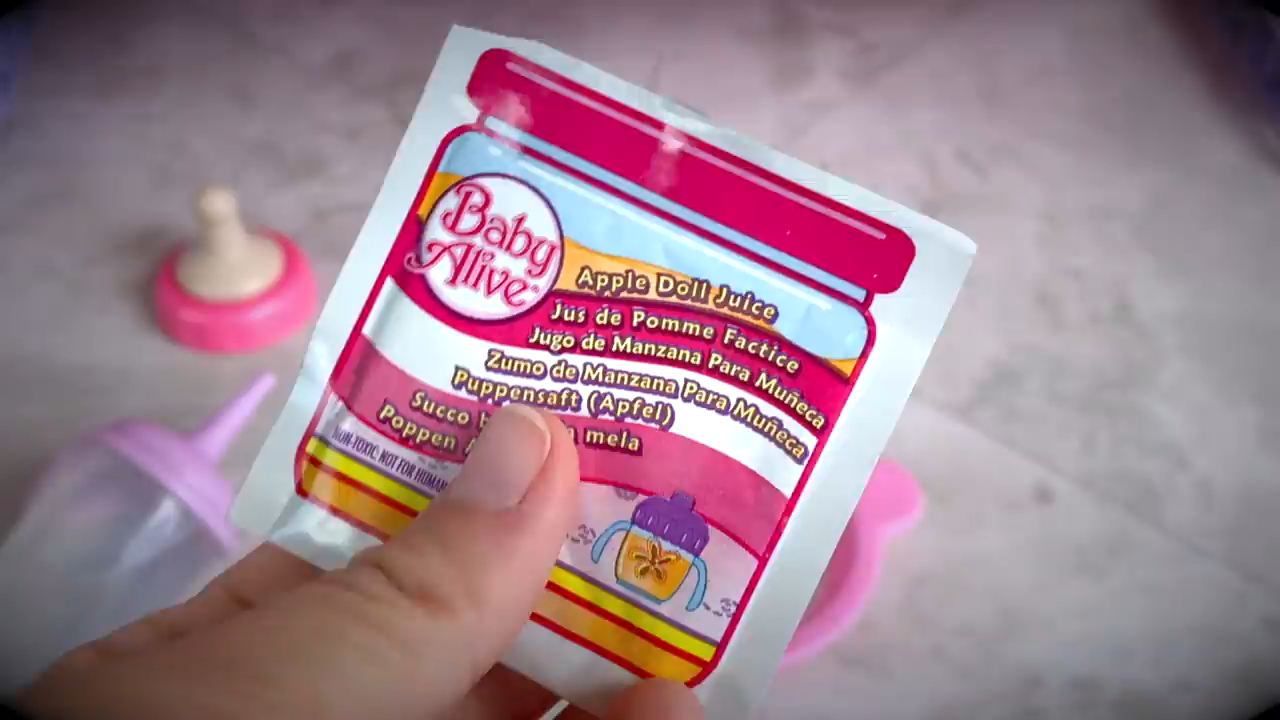 Baby
Alive
Apple Doll Juice
Jus de Pomme Factice
Jugo de Manzana Para Muñeca
Zumo de Manzana Para Muñeca
Puppensaft (Apfel)
Succo mela
Poppen
NON-TOXIC. NOT FOR HUMAN